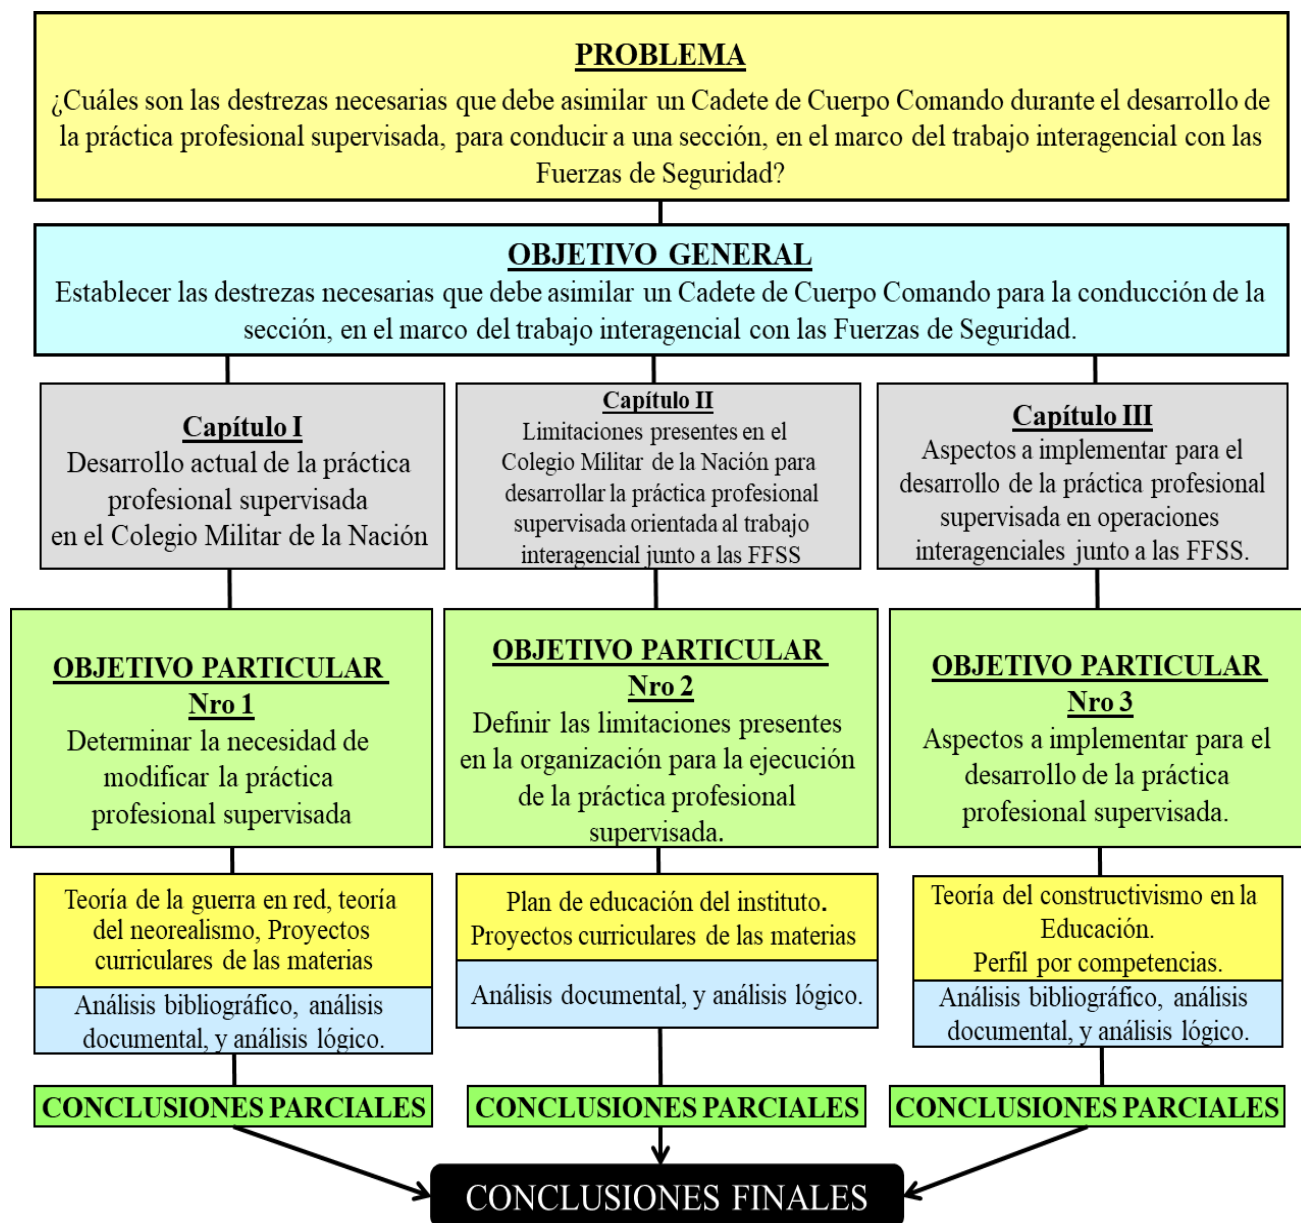 PROBLEMA
¿Cuáles son las destrezas necesarias que debe asimilar un Cadete de Cuerpo Comando durante el desarrollo de
la práctica profesional supervisada, para conducir a una sección, en el marco del trabajo interagencial con las
Fuerzas de Seguridad?
OBJETIVO GENERAL
Establecer las destrezas necesarias que debe asimilar un Cadete de Cuerpo Comando para la conducción de la
sección, en el marco del trabajo interagencial con las Fuerzas de Seguridad.
Capítulo I
Desarrollo actual de la práctica
profesional supervisada
en el Colegio Militar de la Nación
Capítulo II
Limitaciones presentes en el
Colegio Militar de la Nación para
desarrollar la práctica profesional
supervisada orientada al trabajo
interagencial junto a las FFSS
Capítulo III
Aspectos a implementar para el
desarrollo de la práctica profesional
supervisada en operaciones
interagenciales junto a las FFSS.
OBJETIVO PARTICULAR
Nro 1
Determinar la necesidad de
modificar la práctica
profesional supervisada
OBJETIVO PARTICULAR
Nro 2
Definir las limitaciones presentes
en la organización para la ejecución
de la práctica profesional
supervisada.
OBJETIVO PARTICULAR
Nro 3
Aspectos a implementar para el
desarrollo de la práctica
profesional supervisada.
Teoría de la guerra en red, teoría
del neorealismo, Proyectos
curriculares de las materias
Plan de educación del instituto.
Proyectos curriculares de las materias
Teoría del constructivismo en la
Educación.
Perfil por competencias.
Análisis bibliográfico, análisis
documental, y análisis lógico.
Análisis documental, y análisis lógico.
Análisis bibliográfico, análisis
documental, y análisis lógico.
CONCLUSIONES PARCIALES
CONCLUSIONES PARCIALES
CONCLUSIONES PARCIALES
CONCLUSIONES FINALES